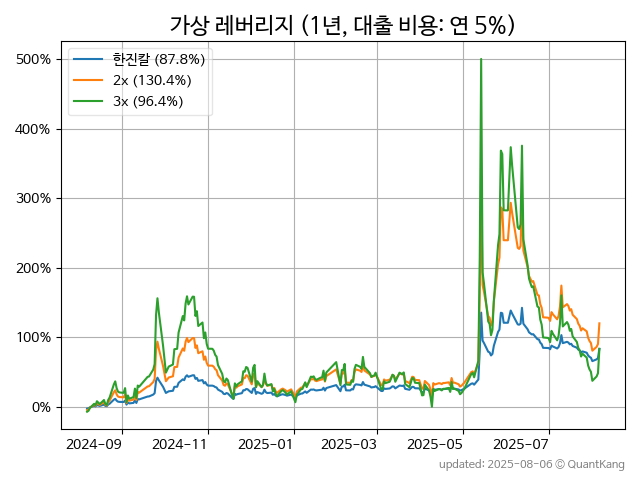 가상 레버리지 (1년, 대출 비용: 연 5%)
500%
400%
300%
200%
100%
0%
한진칼 (87.8%)
2x (130.4%)
3x (96.4%)
2024-09
2024-11
2025-01
2025-03
2025-05
2025-07
updated: 2025-08-06 © QuantKang